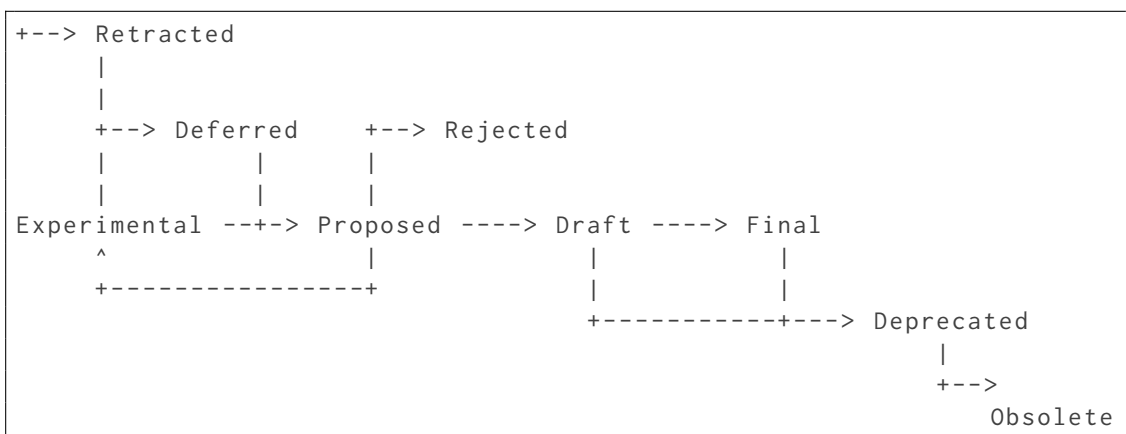 +--> Retracted
|
|
+--> Deferred +--> Rejected
| | |
| | |
Experimental --+-> Proposed ----> Draft ----> Final
^ | | |
+----------------+ | |
+-----------+---> Deprecated
|
+-->
Obsolete